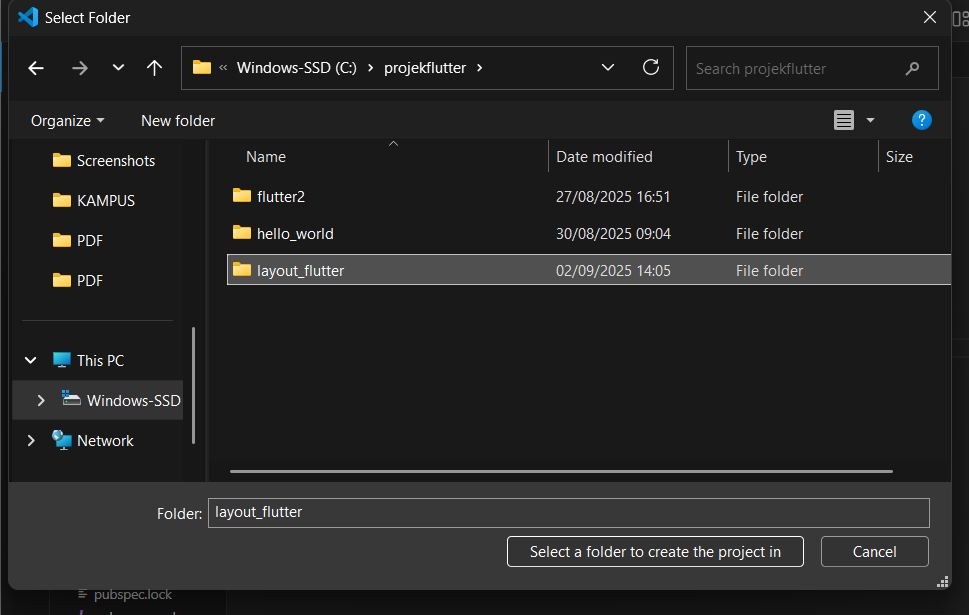 Select Folder
« Windows-SSD (C:) › projekflutter ›
Search projekflutter
Organize
New folder
?
Screenshots
KAMPUS
PDF
PDF
This PC
Windows-SSD
Network
Name Date modified Type Size
flutter2 27/08/2025 16:51 File folder
hello_world 30/08/2025 09:04 File folder
layout_flutter 02/09/2025 14:05 File folder
Folder: layout_flutter
Select a folder to create the project in
Cancel
pubspec.lock